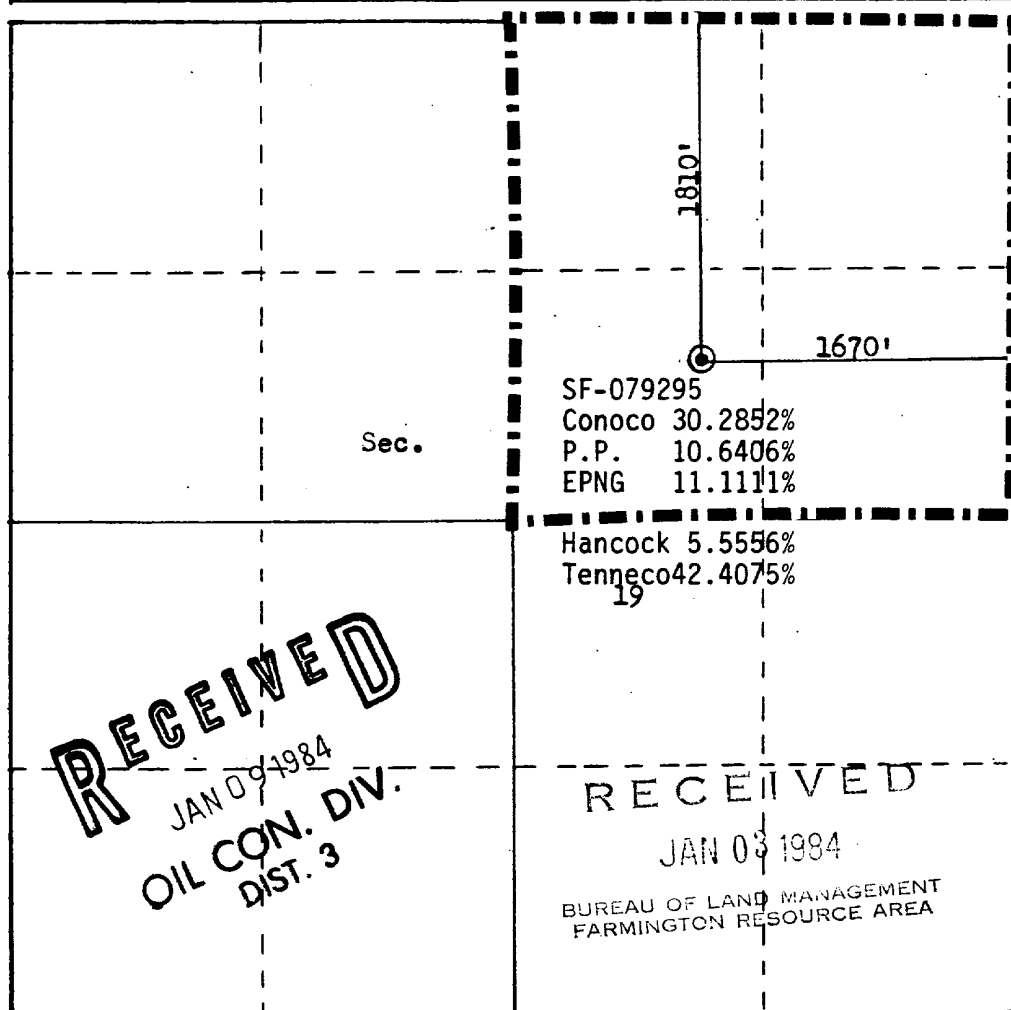 1810'
1670'
SF-079295
Conoco 30.2852%
P.P. 10.6406%
EPNG 11.1111%
Sec.
Hancock 5.5556%
Tenneco42.4075%
19
RECEIVED
JAN 09 1984
OIL CON. DIV.
DIST. 3
RECEIVED
JAN 03 1984
BUREAU OF LAND MANAGEMENT
FARMINGTON RESOURCE AREA